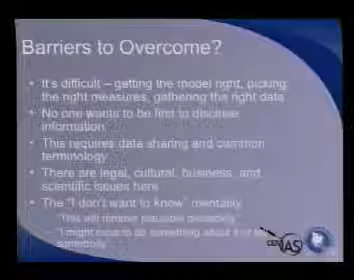 Barriers to Overcome?
It's difficult – getting the model right, picking
the right measures, gathering the right data
No one wants to be first to disclose
information
This requires data sharing and common
terminology
There are legal, cultural, business, and
scientific issues here
The "I don't want to know" mentality
"This will remove plausible deniability"
"I might have to do something about it or tell
somebody"